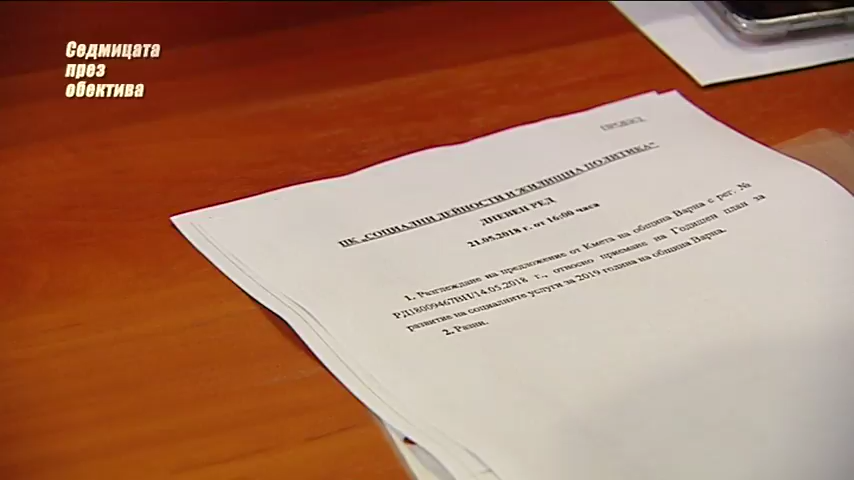 Седмицата
през
обектива
ПРОЕКТ
ПК „СОЦИАЛНИ ДЕЙНОСТИ И ЖИЛИЩНА ПОЛИТИКА“
ДНЕВЕН РЕД
21.05.2018 г. от 16:00 часа
1. Разглеждане на предложение от Кмета на община Варна с рег. №
РД18009467ВП/14.05.2018 г., относно приемане на Годишен план за
развитие на социалните услуги за 2019 година на община Варна.
2. Разни.